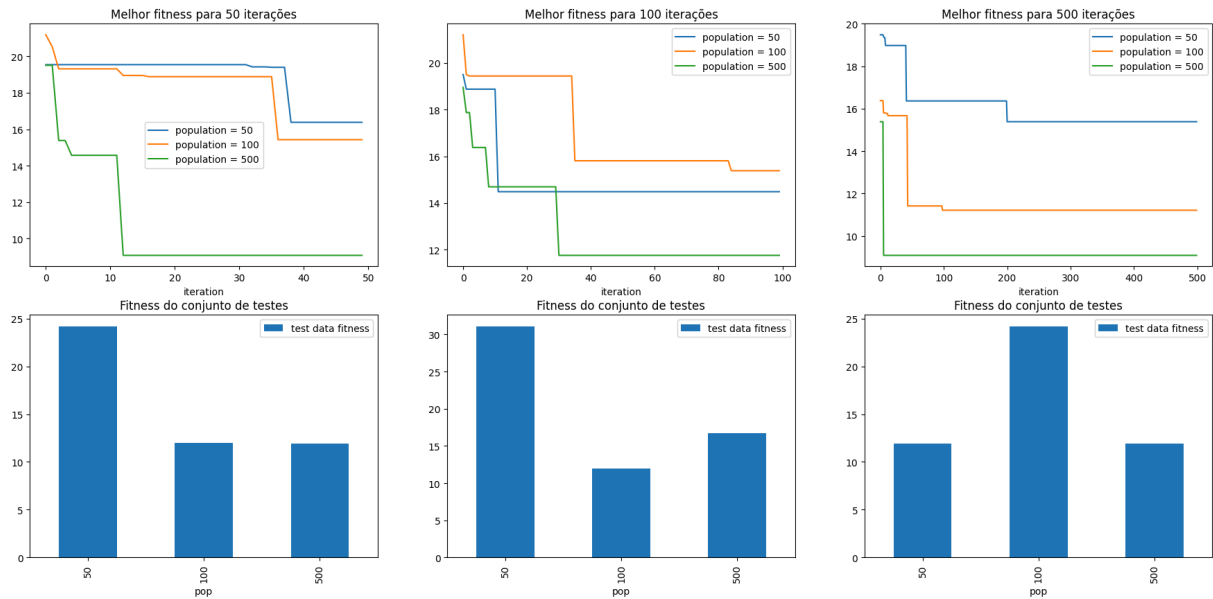 Melhor fitness para 50 iterações
20
18
16
14
12
10
population = 50
population = 100
population = 500
0 10 20 30 40 50
iteration
Melhor fitness para 100 iterações
20
18
16
14
12
population = 50
population = 100
population = 500
0 20 40 60 80 100
iteration
Melhor fitness para 500 iterações
20
18
16
14
12
10
population = 50
population = 100
population = 500
0 100 200 300 400 500
iteration
Fitness do conjunto de testes
25
20
15
10
5
0
test data fitness
50 100 500
pop
Fitness do conjunto de testes
30
25
20
15
10
5
0
test data fitness
50 100 500
pop
Fitness do conjunto de testes
25
20
15
10
5
0
test data fitness
50 100 500
pop